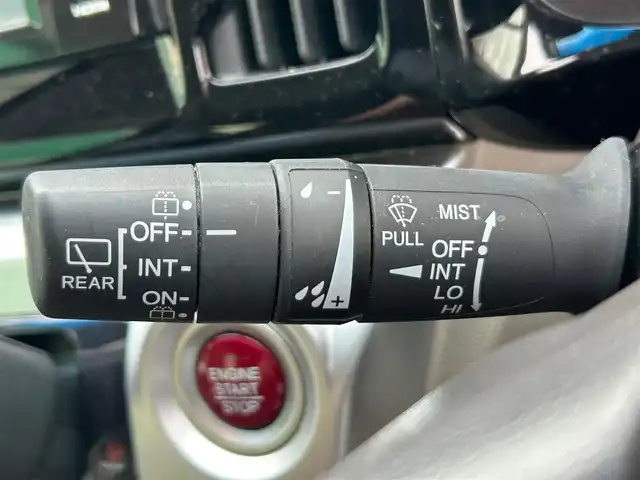 OFF
INT
ON
REAR
−
+
PULL
MIST
OFF
INT
LO
HI
ENGINE
START
STOP